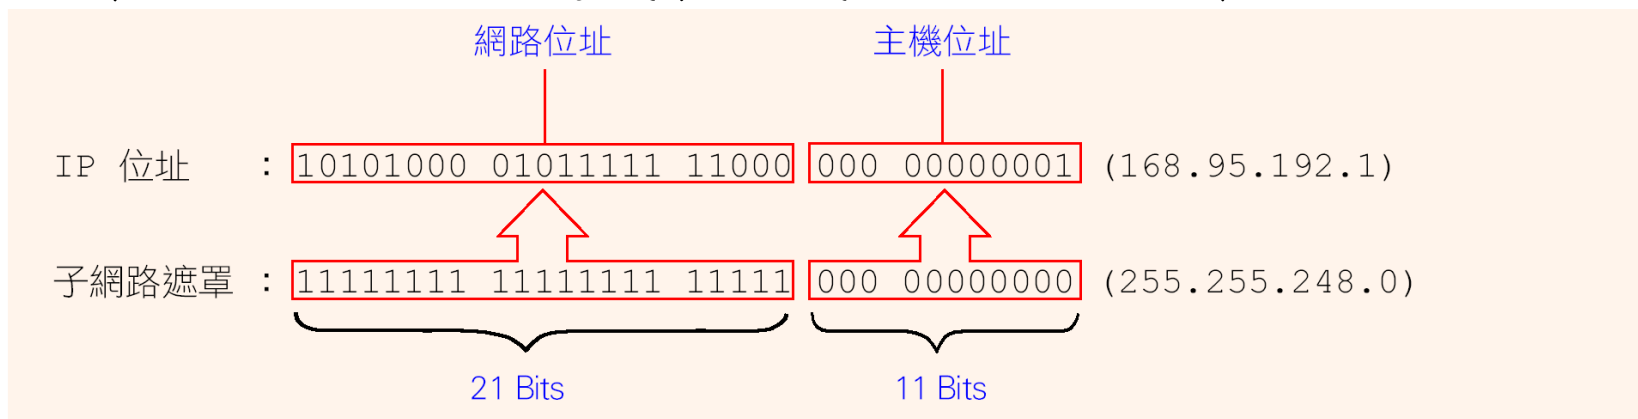 網路位址 主機位址
IP 位址 : 10101000 01011111 11000 000 00000001 (168.95.192.1)
子網路遮罩 : 11111111 11111111 11111 000 00000000 (255.255.248.0)
21 Bits 11 Bits